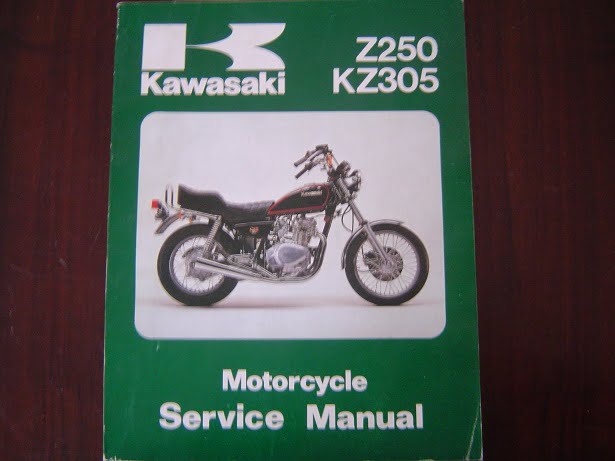 Z250
Kawasaki KZ305
Motorcycle
Service Manual